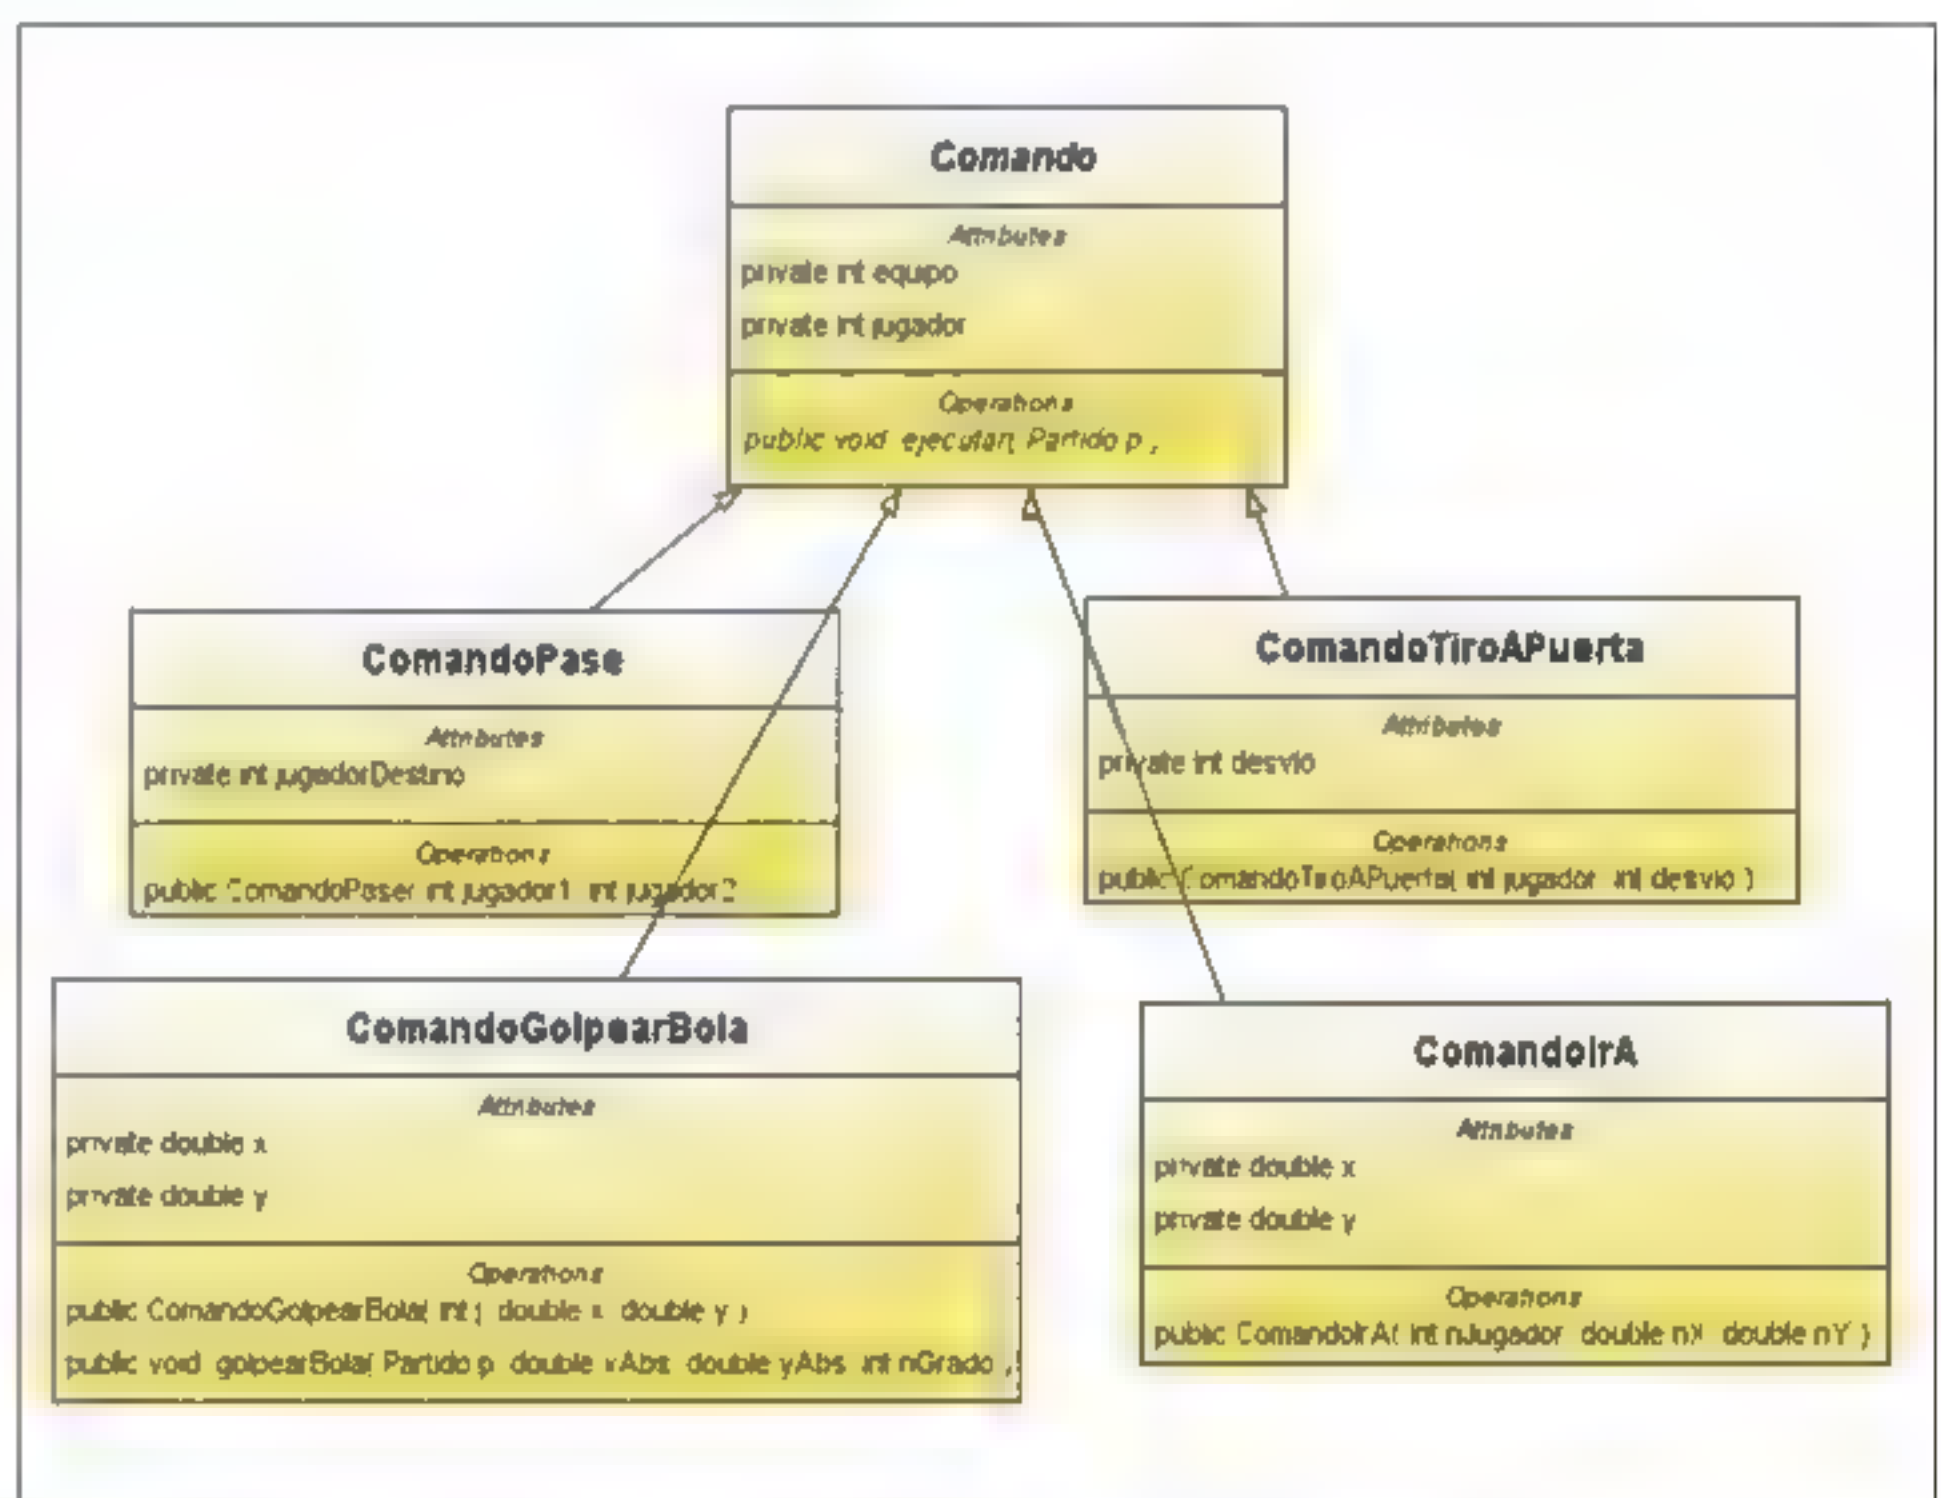 Comando
Attributes
private int equipo
private int jugador
Operations
public void ejecutar( Partido p )
ComandoPase
Attributes
private int jugadorDestino
Operations
public ComandoPase( int jugador1 int jugador2
ComandoTiroAPuerta
Attributes
private int desvio
Operations
public ComandoTiroAPuerta( int jugador int desvio )
ComandoGolpearBola
Attributes
private double x
private double y
Operations
public ComandoGolpearBola( int j double x double y )
public void golpearBola( Partido p double xAbs double yAbs int nGrado )
ComandoIrA
Attributes
private double x
private double y
Operations
public ComandoIrA( int nJugador double nX double nY )